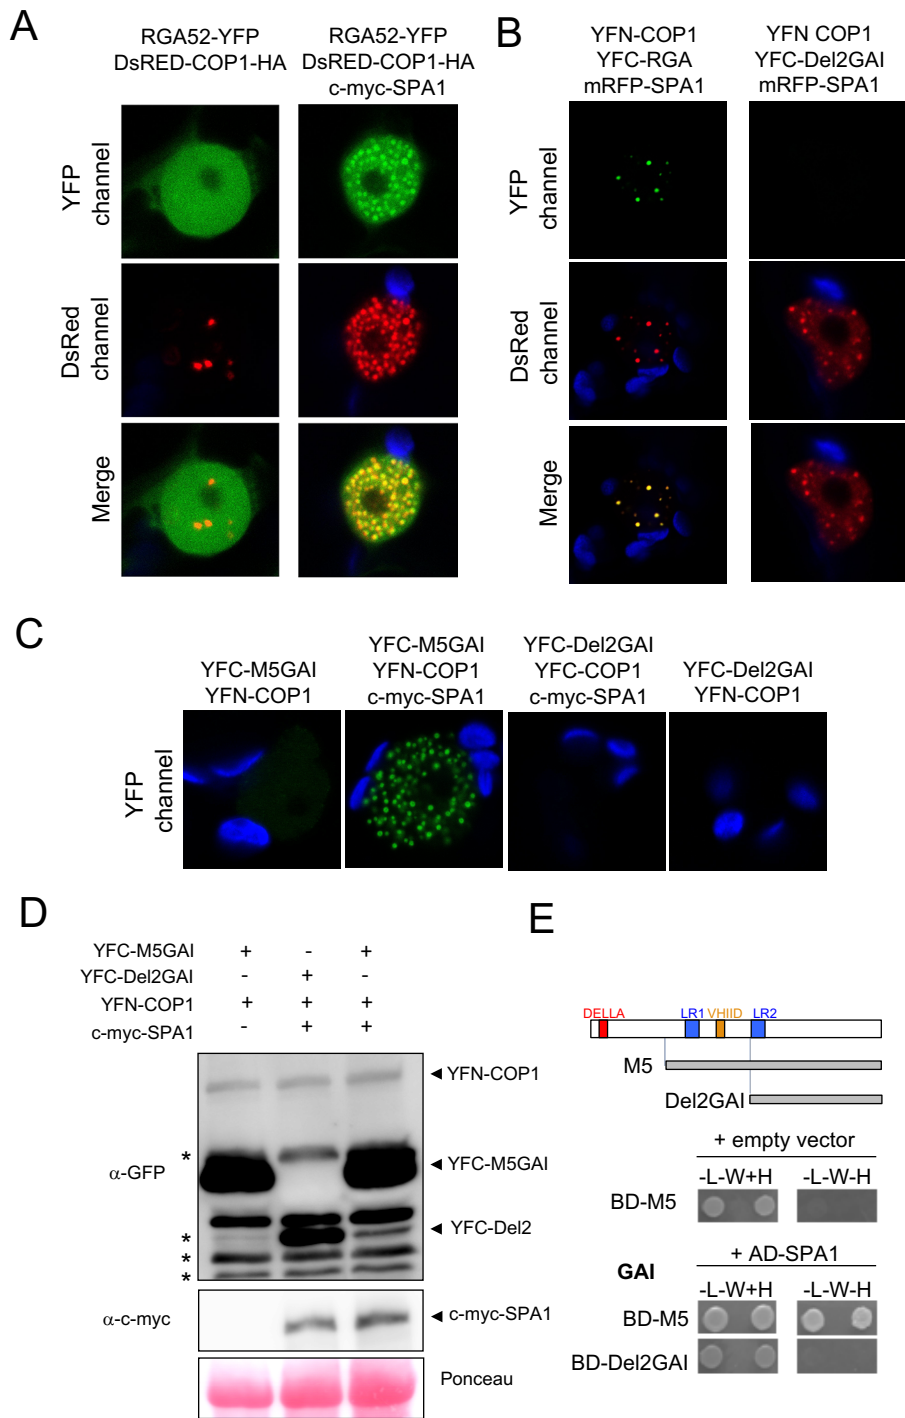 A
RGA52-YFP
DsRED-COP1-HA
RGA52-YFP
DsRED-COP1-HA
c-myc-SPA1
YFP
channel
DsRed
channel
Merge
B
YFN-COP1
YFC-RGA
mRFP-SPA1
YFN COP1
YFC-Del2GAI
mRFP-SPA1
YFP
channel
DsRed
channel
Merge
C
YFC-M5GAI
YFN-COP1
YFC-M5GAI
YFN-COP1
c-myc-SPA1
YFC-Del2GAI
YFC-COP1
c-myc-SPA1
YFC-Del2GAI
YFN-COP1
YFP
channel
D
YFC-M5GAI + - +
YFC-Del2GAI - + -
YFN-COP1 + + +
c-myc-SPA1 - + +
α-GFP
YFN-COP1
*
YFC-M5GAI
YFC-Del2
*
*
*
α-c-myc
c-myc-SPA1
Ponceau
E
DELLA LR1 VHIID LR2
M5
Del2GAI
+ empty vector
-L-W+H -L-W-H
BD-M5
+ AD-SPA1
GAI
-L-W+H -L-W-H
BD-M5
BD-Del2GAI